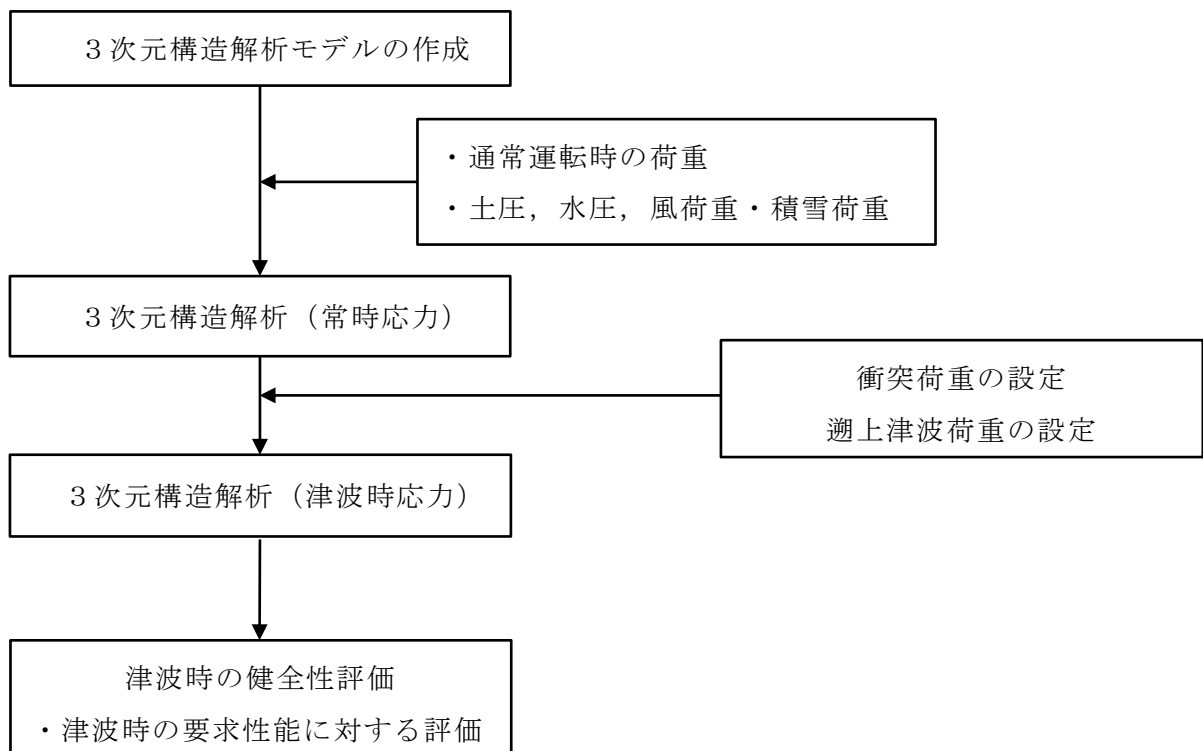 ３次元構造解析モデルの作成
・通常運転時の荷重
・土圧，水圧，風荷重・積雪荷重
３次元構造解析（常時応力）
衝突荷重の設定
遡上津波荷重の設定
３次元構造解析（津波時応力）
津波時の健全性評価
・津波時の要求性能に対する評価